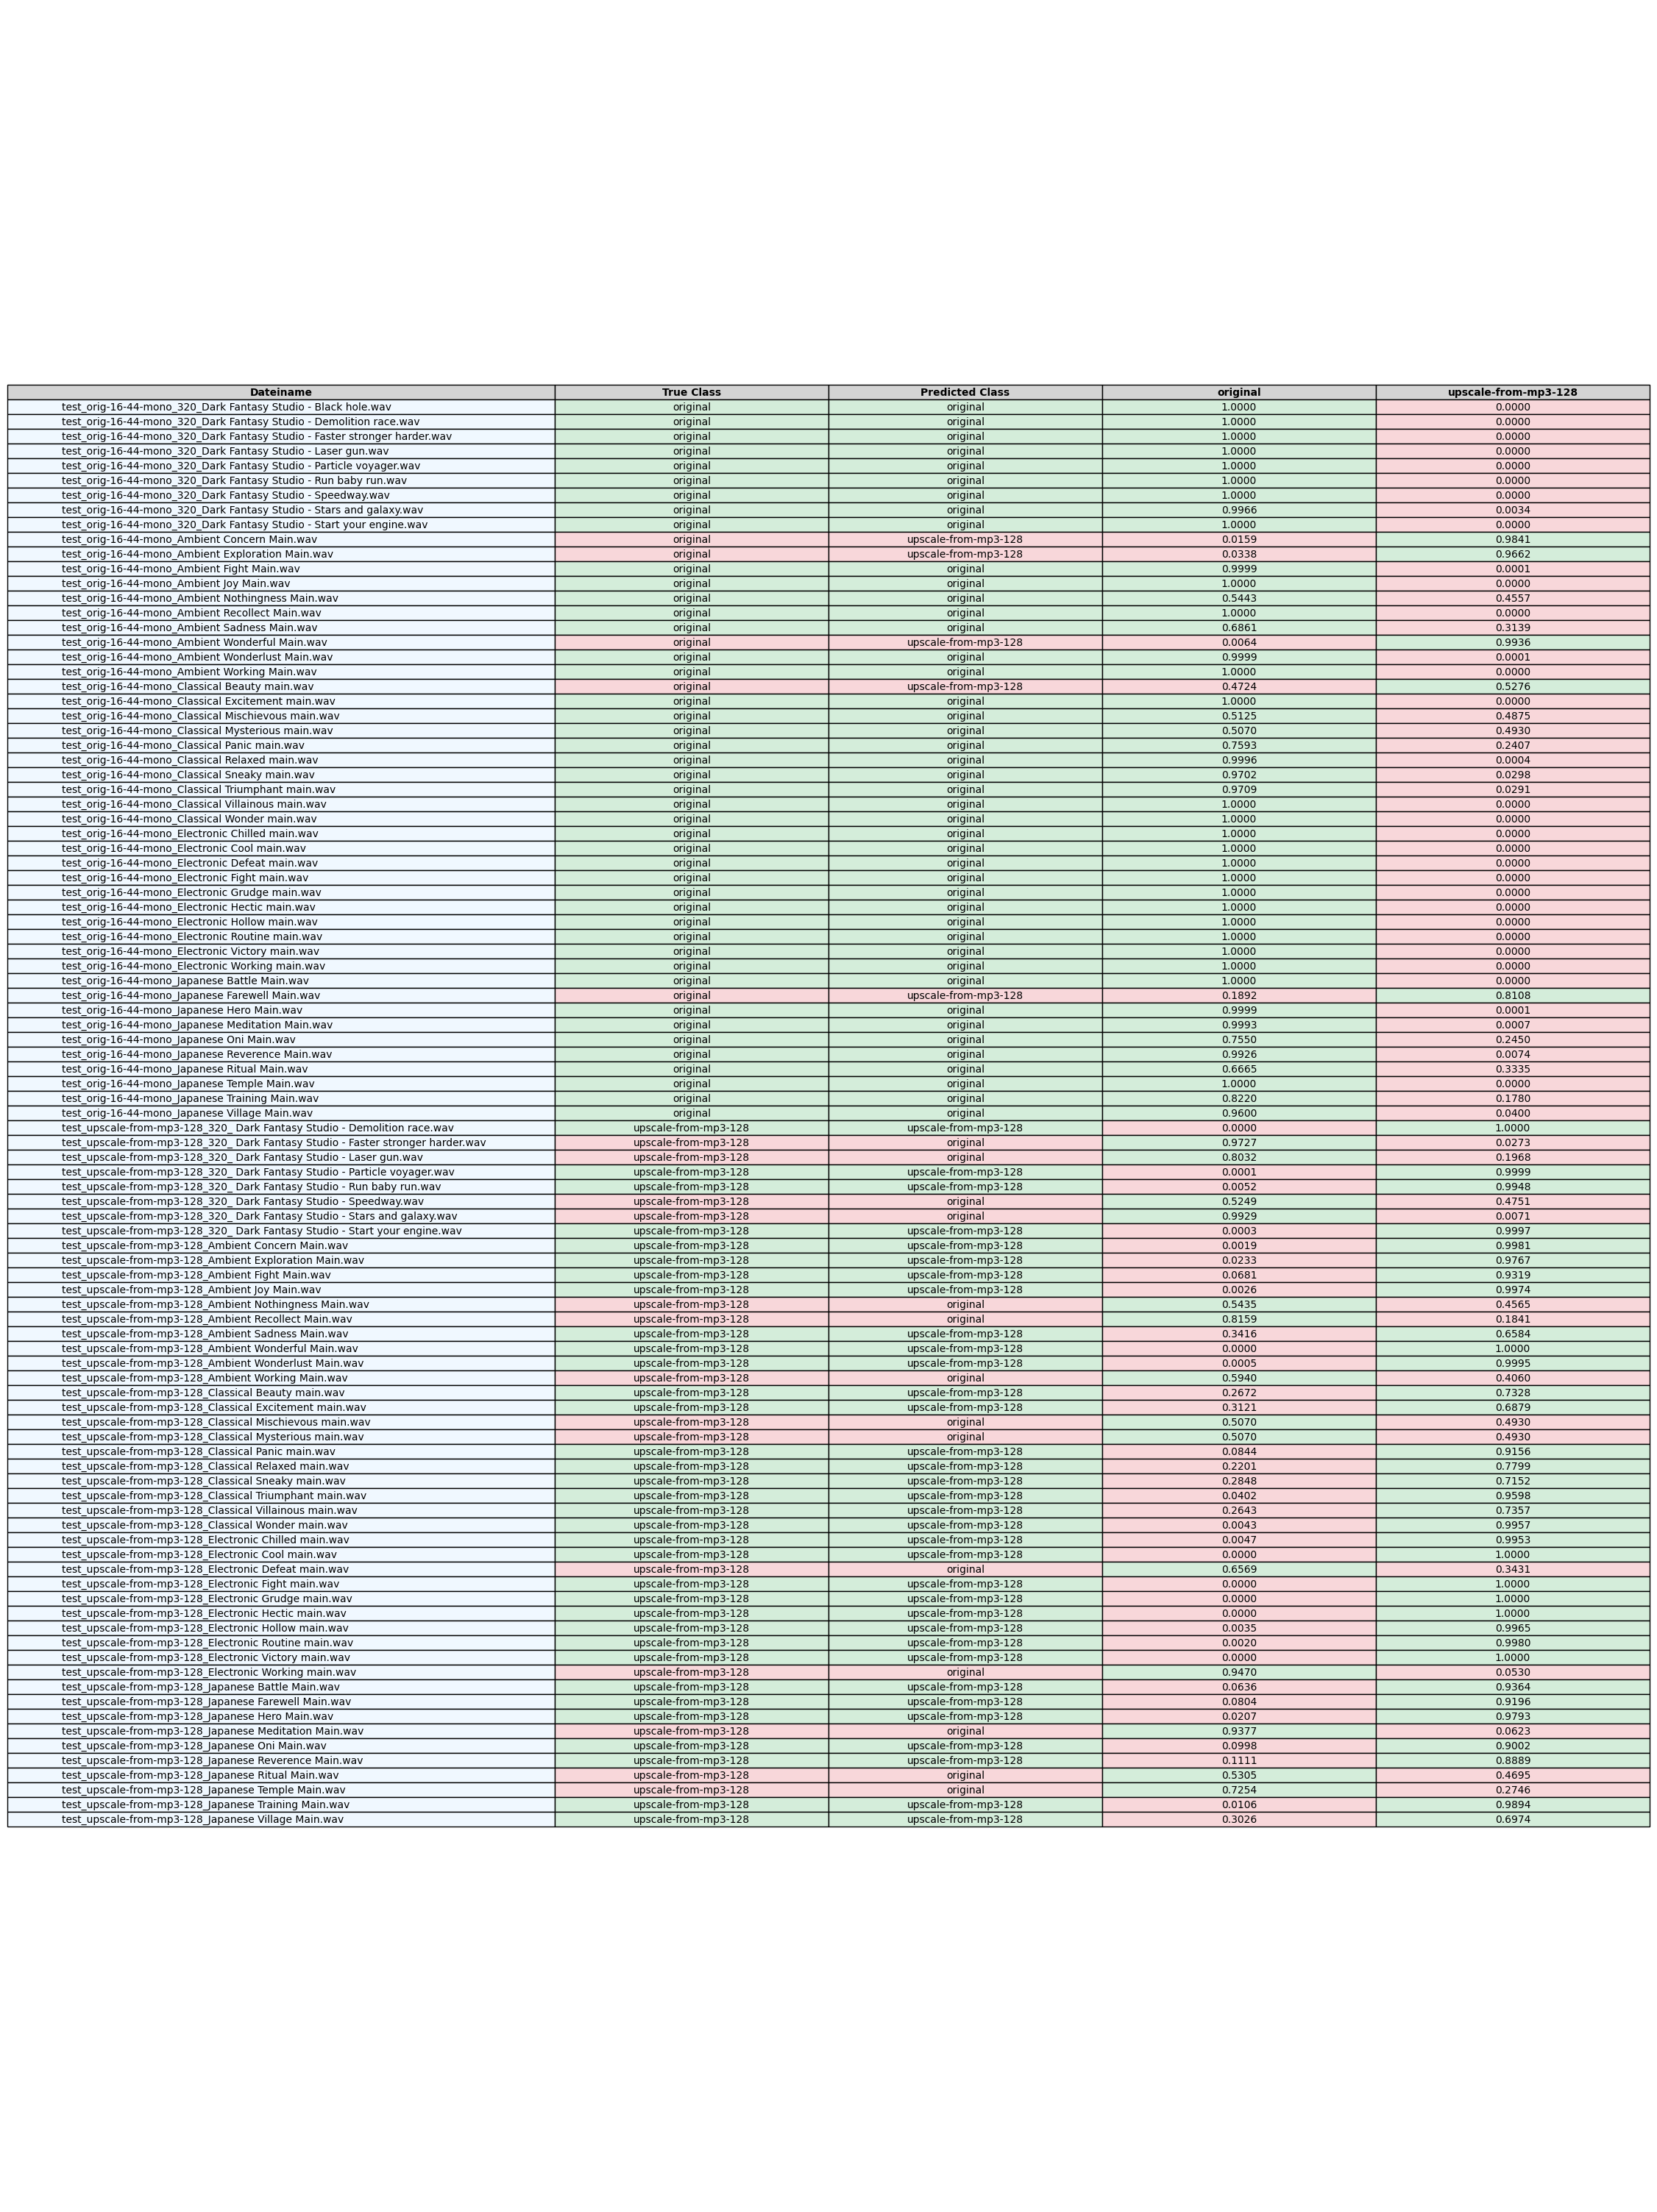 Dateiname True Class Predicted Class original upscale-from-mp3-128
test_orig-16-44-mono_320_Dark Fantasy Studio - Black hole.wav original original 1.0000 0.0000
test_orig-16-44-mono_320_Dark Fantasy Studio - Demolition race.wav original original 1.0000 0.0000
test_orig-16-44-mono_320_Dark Fantasy Studio - Faster stronger harder.wav original original 1.0000 0.0000
test_orig-16-44-mono_320_Dark Fantasy Studio - Laser gun.wav original original 1.0000 0.0000
test_orig-16-44-mono_320_Dark Fantasy Studio - Particle voyager.wav original original 1.0000 0.0000
test_orig-16-44-mono_320_Dark Fantasy Studio - Run baby run.wav original original 1.0000 0.0000
test_orig-16-44-mono_320_Dark Fantasy Studio - Speedway.wav original original 1.0000 0.0000
test_orig-16-44-mono_320_Dark Fantasy Studio - Stars and galaxy.wav original original 0.9966 0.0034
test_orig-16-44-mono_320_Dark Fantasy Studio - Start your engine.wav original original 1.0000 0.0000
test_orig-16-44-mono_Ambient Concern Main.wav original upscale-from-mp3-128 0.0159 0.9841
test_orig-16-44-mono_Ambient Exploration Main.wav original upscale-from-mp3-128 0.0338 0.9662
test_orig-16-44-mono_Ambient Fight Main.wav original original 0.9999 0.0001
test_orig-16-44-mono_Ambient Joy Main.wav original original 1.0000 0.0000
test_orig-16-44-mono_Ambient Nothingness Main.wav original original 0.5443 0.4557
test_orig-16-44-mono_Ambient Recollect Main.wav original original 1.0000 0.0000
test_orig-16-44-mono_Ambient Sadness Main.wav original original 0.6861 0.3139
test_orig-16-44-mono_Ambient Wonderful Main.wav original upscale-from-mp3-128 0.0064 0.9936
test_orig-16-44-mono_Ambient Wonderlust Main.wav original original 0.9999 0.0001
test_orig-16-44-mono_Ambient Working Main.wav original original 1.0000 0.0000
test_orig-16-44-mono_Classical Beauty main.wav original upscale-from-mp3-128 0.4724 0.5276
test_orig-16-44-mono_Classical Excitement main.wav original original 1.0000 0.0000
test_orig-16-44-mono_Classical Mischievous main.wav original original 0.5125 0.4875
test_orig-16-44-mono_Classical Mysterious main.wav original original 0.5070 0.4930
test_orig-16-44-mono_Classical Panic main.wav original original 0.7593 0.2407
test_orig-16-44-mono_Classical Relaxed main.wav original original 0.9996 0.0004
test_orig-16-44-mono_Classical Sneaky main.wav original original 0.9702 0.0298
test_orig-16-44-mono_Classical Triumphant main.wav original original 0.9709 0.0291
test_orig-16-44-mono_Classical Villainous main.wav original original 1.0000 0.0000
test_orig-16-44-mono_Classical Wonder main.wav original original 1.0000 0.0000
test_orig-16-44-mono_Electronic Chilled main.wav original original 1.0000 0.0000
test_orig-16-44-mono_Electronic Cool main.wav original original 1.0000 0.0000
test_orig-16-44-mono_Electronic Defeat main.wav original original 1.0000 0.0000
test_orig-16-44-mono_Electronic Fight main.wav original original 1.0000 0.0000
test_orig-16-44-mono_Electronic Grudge main.wav original original 1.0000 0.0000
test_orig-16-44-mono_Electronic Hectic main.wav original original 1.0000 0.0000
test_orig-16-44-mono_Electronic Hollow main.wav original original 1.0000 0.0000
test_orig-16-44-mono_Electronic Routine main.wav original original 1.0000 0.0000
test_orig-16-44-mono_Electronic Victory main.wav original original 1.0000 0.0000
test_orig-16-44-mono_Electronic Working main.wav original original 1.0000 0.0000
test_orig-16-44-mono_Japanese Battle Main.wav original original 1.0000 0.0000
test_orig-16-44-mono_Japanese Farewell Main.wav original upscale-from-mp3-128 0.1892 0.8108
test_orig-16-44-mono_Japanese Hero Main.wav original original 0.9999 0.0001
test_orig-16-44-mono_Japanese Meditation Main.wav original original 0.9993 0.0007
test_orig-16-44-mono_Japanese Oni Main.wav original original 0.7550 0.2450
test_orig-16-44-mono_Japanese Reverence Main.wav original original 0.9926 0.0074
test_orig-16-44-mono_Japanese Ritual Main.wav original original 0.6665 0.3335
test_orig-16-44-mono_Japanese Temple Main.wav original original 1.0000 0.0000
test_orig-16-44-mono_Japanese Training Main.wav original original 0.8220 0.1780
test_orig-16-44-mono_Japanese Village Main.wav original original 0.9600 0.0400
test_upscale-from-mp3-128_320_ Dark Fantasy Studio - Demolition race.wav upscale-from-mp3-128 upscale-from-mp3-128 0.0000 1.0000
test_upscale-from-mp3-128_320_ Dark Fantasy Studio - Faster stronger harder.wav upscale-from-mp3-128 original 0.9727 0.0273
test_upscale-from-mp3-128_320_ Dark Fantasy Studio - Laser gun.wav upscale-from-mp3-128 original 0.8032 0.1968
test_upscale-from-mp3-128_320_ Dark Fantasy Studio - Particle voyager.wav upscale-from-mp3-128 upscale-from-mp3-128 0.0001 0.9999
test_upscale-from-mp3-128_320_ Dark Fantasy Studio - Run baby run.wav upscale-from-mp3-128 upscale-from-mp3-128 0.0052 0.9948
test_upscale-from-mp3-128_320_ Dark Fantasy Studio - Speedway.wav upscale-from-mp3-128 original 0.5249 0.4751
test_upscale-from-mp3-128_320_ Dark Fantasy Studio - Stars and galaxy.wav upscale-from-mp3-128 original 0.9929 0.0071
test_upscale-from-mp3-128_320_ Dark Fantasy Studio - Start your engine.wav upscale-from-mp3-128 upscale-from-mp3-128 0.0003 0.9997
test_upscale-from-mp3-128_Ambient Concern Main.wav upscale-from-mp3-128 upscale-from-mp3-128 0.0019 0.9981
test_upscale-from-mp3-128_Ambient Exploration Main.wav upscale-from-mp3-128 upscale-from-mp3-128 0.0233 0.9767
test_upscale-from-mp3-128_Ambient Fight Main.wav upscale-from-mp3-128 upscale-from-mp3-128 0.0681 0.9319
test_upscale-from-mp3-128_Ambient Joy Main.wav upscale-from-mp3-128 upscale-from-mp3-128 0.0026 0.9974
test_upscale-from-mp3-128_Ambient Nothingness Main.wav upscale-from-mp3-128 original 0.5435 0.4565
test_upscale-from-mp3-128_Ambient Recollect Main.wav upscale-from-mp3-128 original 0.8159 0.1841
test_upscale-from-mp3-128_Ambient Sadness Main.wav upscale-from-mp3-128 upscale-from-mp3-128 0.3416 0.6584
test_upscale-from-mp3-128_Ambient Wonderful Main.wav upscale-from-mp3-128 upscale-from-mp3-128 0.0000 1.0000
test_upscale-from-mp3-128_Ambient Wonderlust Main.wav upscale-from-mp3-128 upscale-from-mp3-128 0.0005 0.9995
test_upscale-from-mp3-128_Ambient Working Main.wav upscale-from-mp3-128 original 0.5940 0.4060
test_upscale-from-mp3-128_Classical Beauty main.wav upscale-from-mp3-128 upscale-from-mp3-128 0.2672 0.7328
test_upscale-from-mp3-128_Classical Excitement main.wav upscale-from-mp3-128 upscale-from-mp3-128 0.3121 0.6879
test_upscale-from-mp3-128_Classical Mischievous main.wav upscale-from-mp3-128 original 0.5070 0.4930
test_upscale-from-mp3-128_Classical Mysterious main.wav upscale-from-mp3-128 original 0.5070 0.4930
test_upscale-from-mp3-128_Classical Panic main.wav upscale-from-mp3-128 upscale-from-mp3-128 0.0844 0.9156
test_upscale-from-mp3-128_Classical Relaxed main.wav upscale-from-mp3-128 upscale-from-mp3-128 0.2201 0.7799
test_upscale-from-mp3-128_Classical Sneaky main.wav upscale-from-mp3-128 upscale-from-mp3-128 0.2848 0.7152
test_upscale-from-mp3-128_Classical Triumphant main.wav upscale-from-mp3-128 upscale-from-mp3-128 0.0402 0.9598
test_upscale-from-mp3-128_Classical Villainous main.wav upscale-from-mp3-128 upscale-from-mp3-128 0.2643 0.7357
test_upscale-from-mp3-128_Classical Wonder main.wav upscale-from-mp3-128 upscale-from-mp3-128 0.0043 0.9957
test_upscale-from-mp3-128_Electronic Chilled main.wav upscale-from-mp3-128 upscale-from-mp3-128 0.0047 0.9953
test_upscale-from-mp3-128_Electronic Cool main.wav upscale-from-mp3-128 upscale-from-mp3-128 0.0000 1.0000
test_upscale-from-mp3-128_Electronic Defeat main.wav upscale-from-mp3-128 original 0.6569 0.3431
test_upscale-from-mp3-128_Electronic Fight main.wav upscale-from-mp3-128 upscale-from-mp3-128 0.0000 1.0000
test_upscale-from-mp3-128_Electronic Grudge main.wav upscale-from-mp3-128 upscale-from-mp3-128 0.0000 1.0000
test_upscale-from-mp3-128_Electronic Hectic main.wav upscale-from-mp3-128 upscale-from-mp3-128 0.0000 1.0000
test_upscale-from-mp3-128_Electronic Hollow main.wav upscale-from-mp3-128 upscale-from-mp3-128 0.0035 0.9965
test_upscale-from-mp3-128_Electronic Routine main.wav upscale-from-mp3-128 upscale-from-mp3-128 0.0020 0.9980
test_upscale-from-mp3-128_Electronic Victory main.wav upscale-from-mp3-128 upscale-from-mp3-128 0.0000 1.0000
test_upscale-from-mp3-128_Electronic Working main.wav upscale-from-mp3-128 original 0.9470 0.0530
test_upscale-from-mp3-128_Japanese Battle Main.wav upscale-from-mp3-128 upscale-from-mp3-128 0.0636 0.9364
test_upscale-from-mp3-128_Japanese Farewell Main.wav upscale-from-mp3-128 upscale-from-mp3-128 0.0804 0.9196
test_upscale-from-mp3-128_Japanese Hero Main.wav upscale-from-mp3-128 upscale-from-mp3-128 0.0207 0.9793
test_upscale-from-mp3-128_Japanese Meditation Main.wav upscale-from-mp3-128 original 0.9377 0.0623
test_upscale-from-mp3-128_Japanese Oni Main.wav upscale-from-mp3-128 upscale-from-mp3-128 0.0998 0.9002
test_upscale-from-mp3-128_Japanese Reverence Main.wav upscale-from-mp3-128 upscale-from-mp3-128 0.1111 0.8889
test_upscale-from-mp3-128_Japanese Ritual Main.wav upscale-from-mp3-128 original 0.5305 0.4695
test_upscale-from-mp3-128_Japanese Temple Main.wav upscale-from-mp3-128 original 0.7254 0.2746
test_upscale-from-mp3-128_Japanese Training Main.wav upscale-from-mp3-128 upscale-from-mp3-128 0.0106 0.9894
test_upscale-from-mp3-128_Japanese Village Main.wav upscale-from-mp3-128 upscale-from-mp3-128 0.3026 0.6974